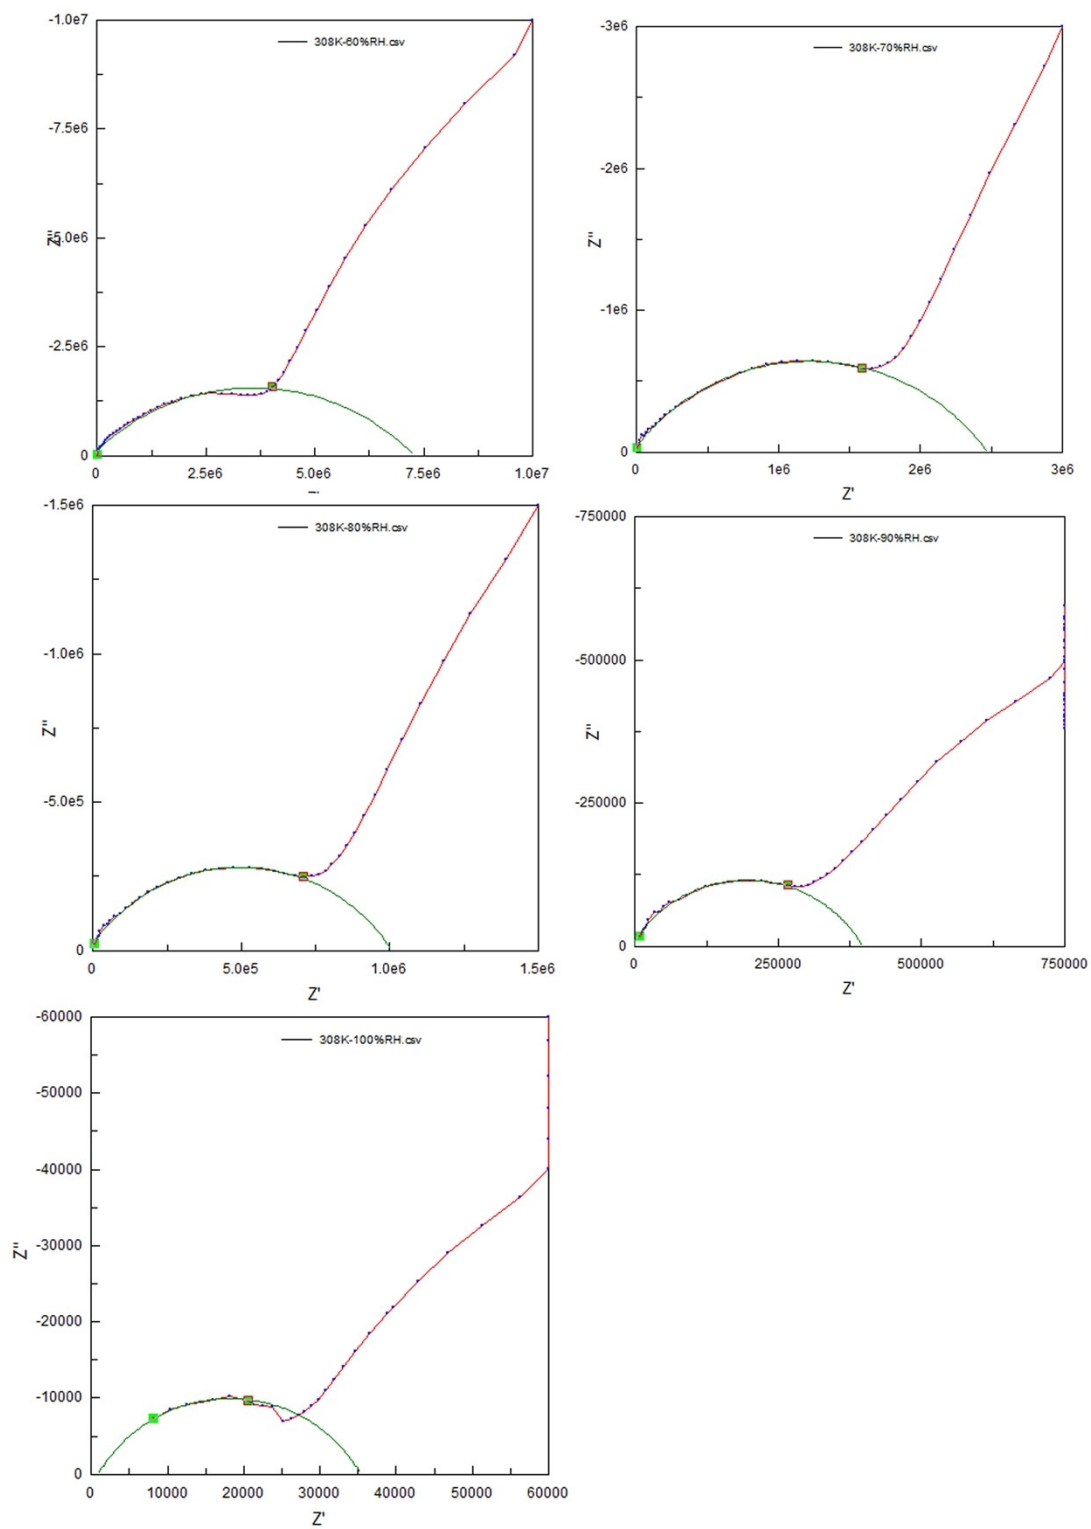 -1.0e7
308K-60%RH.csv
-7.5e6
-5.0e6
Z''
-2.5e6
0
0 2.5e6 5.0e6 7.5e6 1.0e7
-3e6
308K-70%RH.csv
-2e6
Z''
-1e6
0
0 1e6 2e6 3e6
Z'
-1.5e6
308K-80%RH.csv
-1.0e6
Z''
-5.0e5
0
0 5.0e5 1.0e6 1.5e6
Z'
-750000
308K-90%RH.csv
-500000
Z''
-250000
0
0 250000 500000 750000
Z'
-60000
308K-100%RH.csv
-50000
-40000
Z''
-30000
-20000
-10000
0
0 10000 20000 30000 40000 50000 60000
Z'